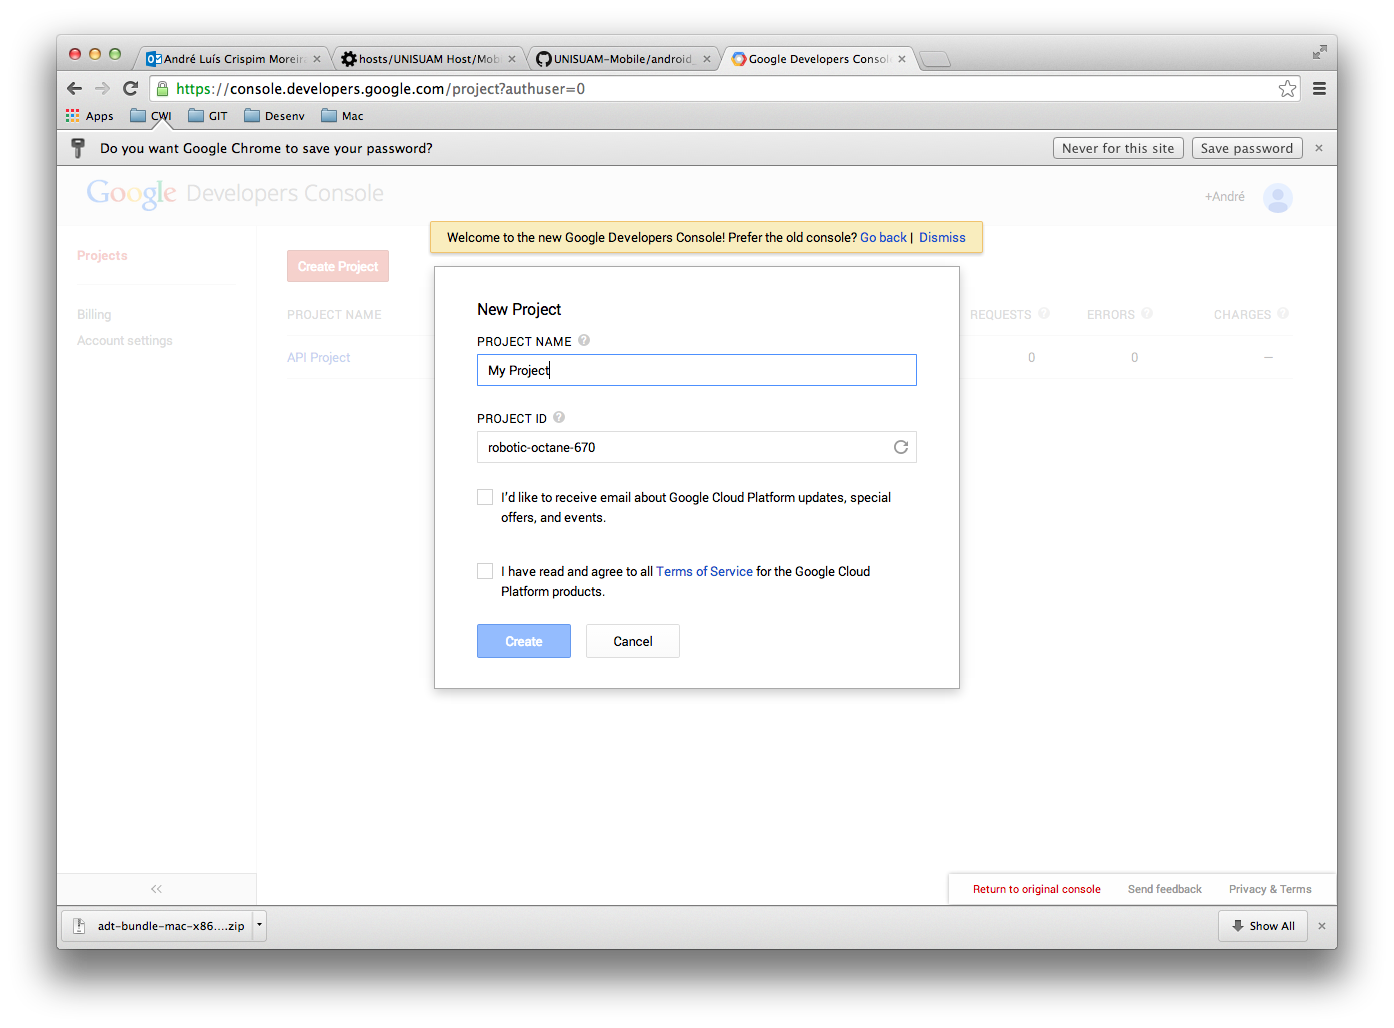 André Luís Crispim Moreir
hosts/UNISUAM Host/Mob
UNISUAM-Mobile/android_
Google Developers Consol
https://console.developers.google.com/project?authuser=0
Apps CWI GIT Desenv Mac
Do you want Google Chrome to save your password?
Never for this site
Save password
Google Developers Console
+André
Welcome to the new Google Developers Console! Prefer the old console? Go back | Dismiss
Projects
Billing
Account settings
Create Project
PROJECT NAME
REQUESTS ?
ERRORS ?
CHARGES ?
API Project
0
0
—
New Project
PROJECT NAME ?
My Project
PROJECT ID ?
robotic-octane-670
I'd like to receive email about Google Cloud Platform updates, special
offers, and events.
I have read and agree to all Terms of Service for the Google Cloud
Platform products.
Create
Cancel
Return to original console
Send feedback
Privacy & Terms
adt-bundle-mac-x86....zip
Show All